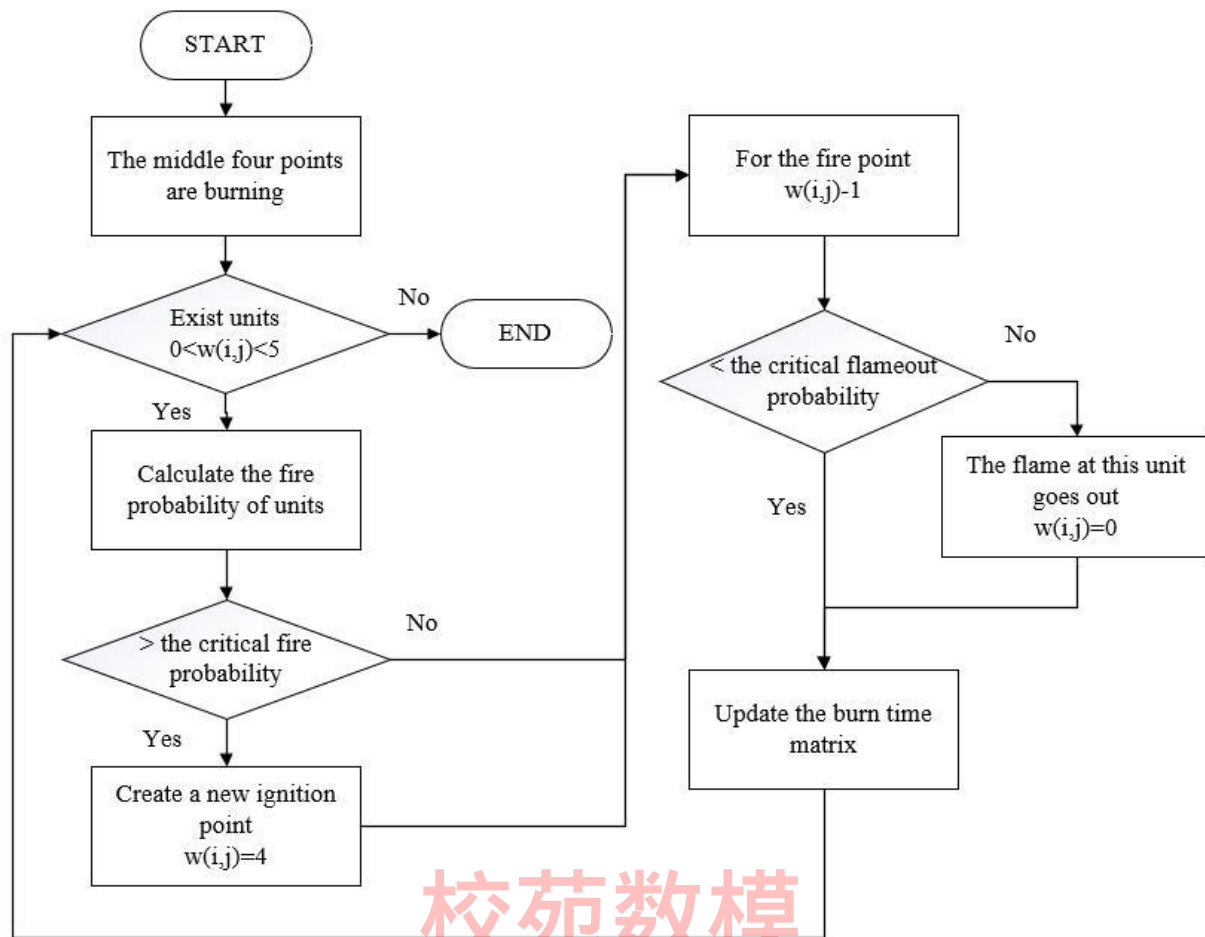 START
The middle four points
are burning
Exist units
0<w(i,j)<5
No
END
Yes
Calculate the fire
probability of units
> the critical fire
probability
No
Yes
Create a new ignition
point
w(i,j)=4
For the fire point
w(i,j)-1
< the critical flameout
probability
No
Yes
The flame at this unit
goes out
w(i,j)=0
Update the burn time
matrix
校苑数模